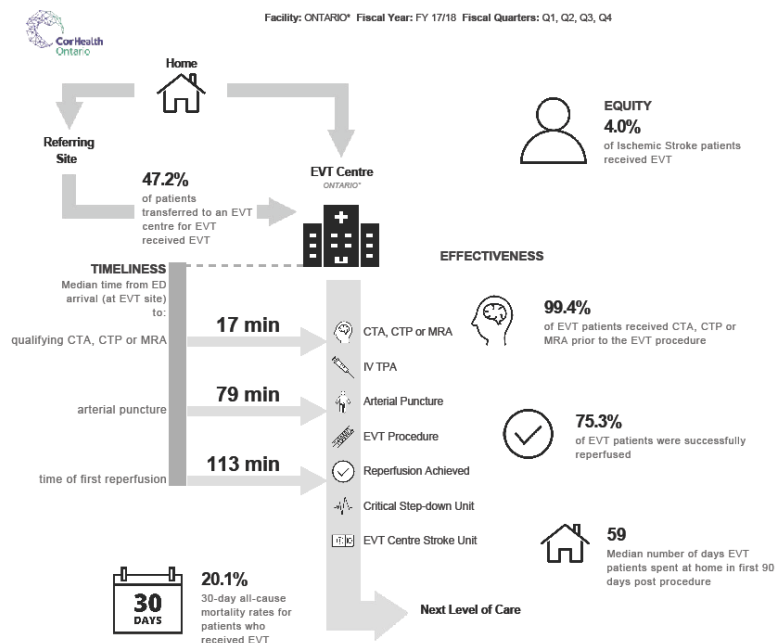 Facility: ONTARIO* Fiscal Year: FY 17/18 Fiscal Quarters: Q1, Q2, Q3, Q4
CorHealth
Ontario
Home
Referring
Site
EVT Centre
ONTARIO*
47.2%
of patients
transferred to an EVT
centre for EVT
received EVT
EQUITY
4.0%
of Ischemic Stroke patients
received EVT
TIMELINESS
Median time from ED
arrival (at EVT site)
to:
qualifying CTA, CTP or MRA
17 min
arterial puncture
79 min
time of first reperfusion
113 min
CTA, CTP or MRA
IV TPA
Arterial Puncture
EVT Procedure
Reperfusion Achieved
Critical Step-down Unit
EVT Centre Stroke Unit
Next Level of Care
EFFECTIVENESS
99.4%
of EVT patients received CTA, CTP or
MRA prior to the EVT procedure
75.3%
of EVT patients were successfully
reperfused
59
Median number of days EVT
patients spent at home in first 90
days post procedure
30
DAYS
20.1%
30-day all-cause
mortality rates for
patients who
received EVT